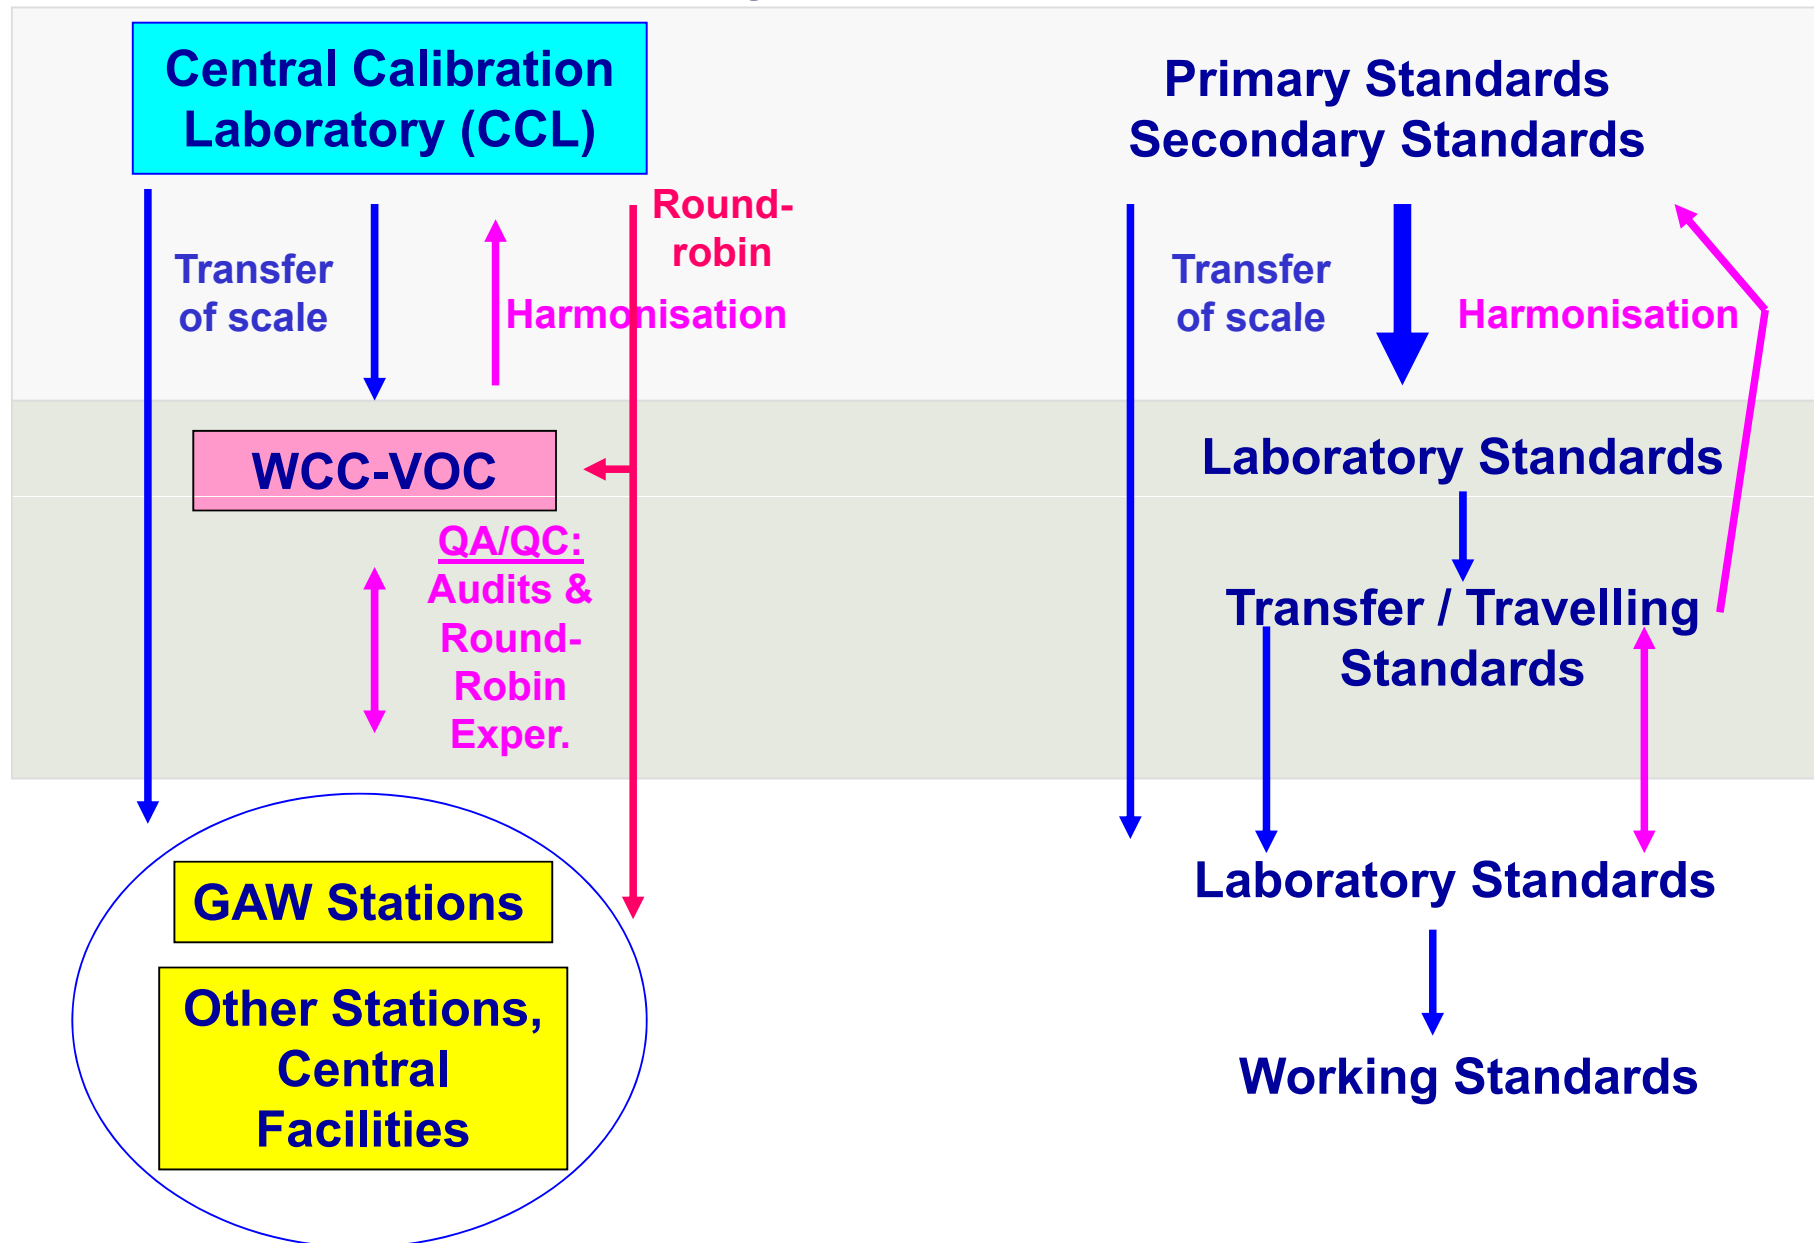 Central Calibration
Laboratory (CCL)
Primary Standards
Secondary Standards
Round-
robin
Transfer
of scale
Harmonisation
Transfer
of scale
Harmonisation
WCC-VOC
Laboratory Standards
QA/QC:
Audits &
Round-
Robin
Exper.
Transfer / Travelling
Standards
GAW Stations
Laboratory Standards
Other Stations,
Central
Facilities
Working Standards